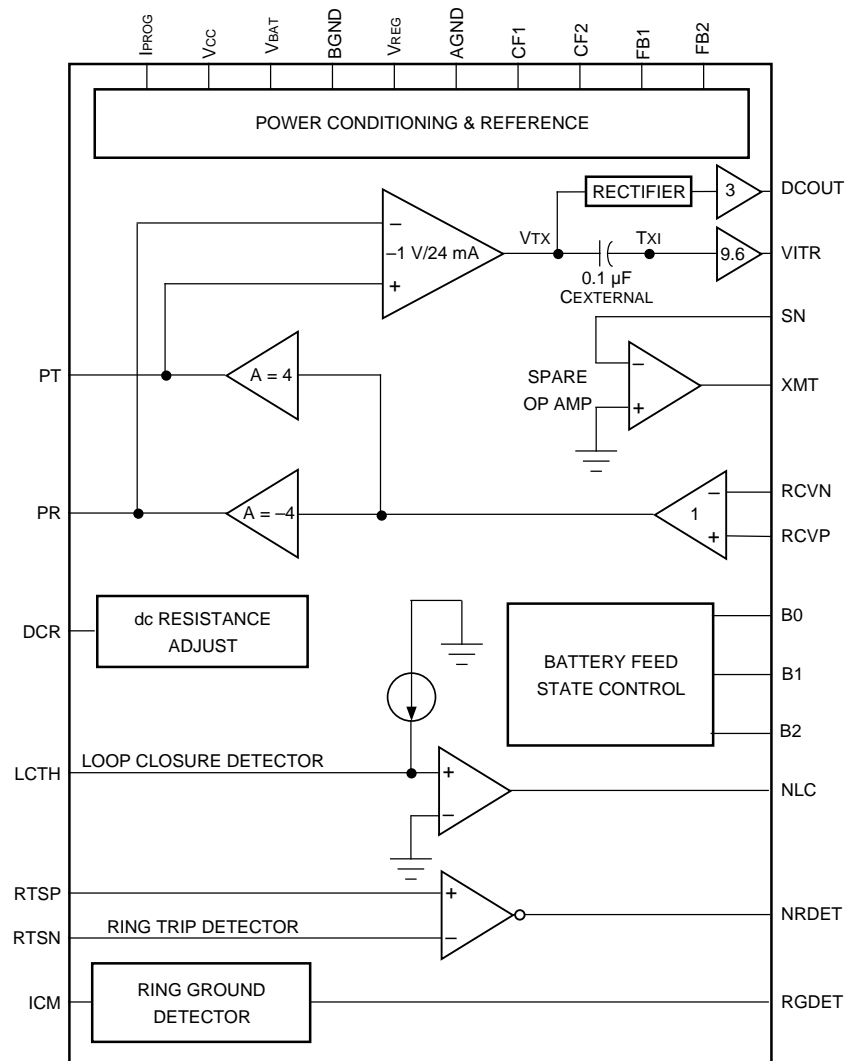 IPROG
VCC
VBAT
BGND
VREG
AGND
CF1
CF2
FB1
FB2
POWER CONDITIONING & REFERENCE
RECTIFIER
3
DCOUT
–
–1 V/24 mA
+
VTX
TXI
9.6
VITR
0.1 µF
CEXTERNAL
SN
PT
A = 4
SPARE
OP AMP
–
+
XMT
PR
A = –4
1
–
+
RCVN
RCVP
DCR
dc RESISTANCE
ADJUST
BATTERY FEED
STATE CONTROL
B0
B1
B2
LCTH
LOOP CLOSURE DETECTOR
+
–
NLC
RTSP
RTSN
RING TRIP DETECTOR
+
–
NRDET
ICM
RING GROUND
DETECTOR
RGDET